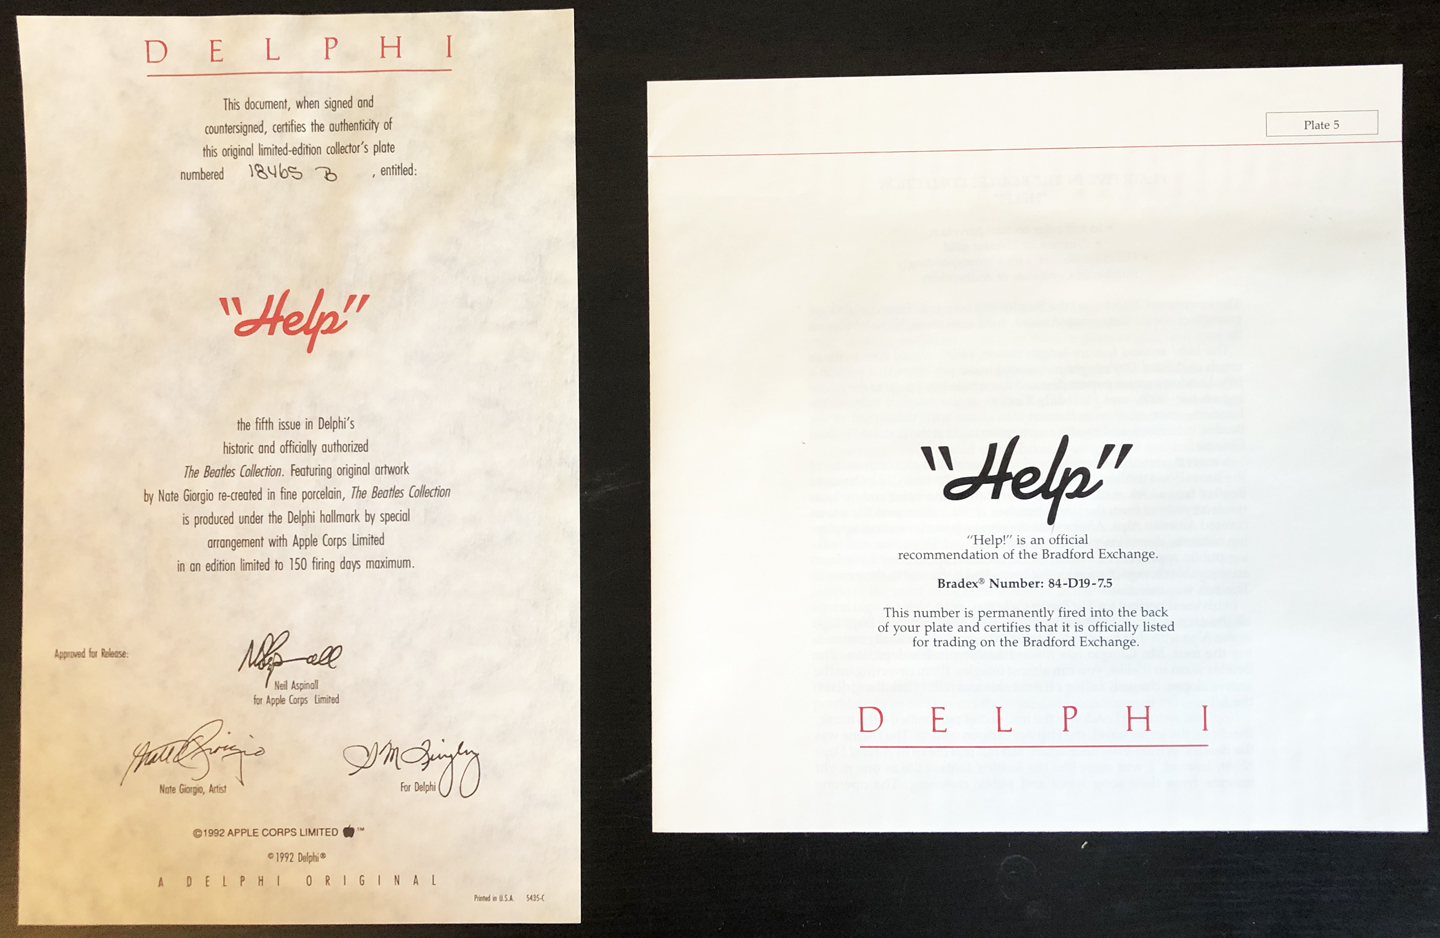 DELPHI
This document, when signed and
countersigned, certifies the authenticity of
this original limited-edition collector's plate
numbered 18465 B , entitled:
"Help"
the fifth issue in Delphi's
historic and officially authorized
The Beatles Collection. Featuring original artwork
by Nate Giorgio re-created in fine porcelain, The Beatles Collection
is produced under the Delphi hallmark by special
arrangement with Apple Corps Limited
in an edition limited to 150 firing days maximum.
Approved for Release:
Neil Aspinall
for Apple Corps Limited
Nate Giorgio
Nate Giorgio, Artist
For Delphi
©1992 APPLE CORPS LIMITED ™
©1992 Delphi®
A DELPHI ORIGINAL
Printed in U.S.A. 5435-C
Plate 5
"Help"
"Help!" is an official
recommendation of the Bradford Exchange.
Bradex® Number: 84-D19-7.5
This number is permanently fired into the back
of your plate and certifies that it is officially listed
for trading on the Bradford Exchange.
DELPHI